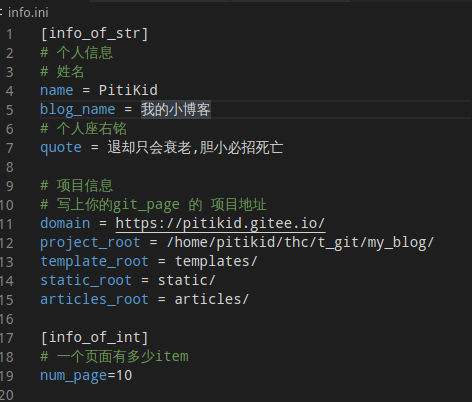 info.ini
1 [info_of_str]
2 # 个人信息
3 # 姓名
4 name = PitiKid
5 blog_name = 我的小博客
6 # 个人座右铭
7 quote = 退却只会衰老,胆小必招死亡
8
9 # 项目信息
10 # 写上你的git_page 的 项目地址
11 domain = https://pitikid.gitee.io/
12 project_root = /home/pitikid/thc/t_git/my_blog/
13 template_root = templates/
14 static_root = static/
15 articles_root = articles/
16
17 [info_of_int]
18 # 一个页面有多少item
19 num_page=10
20